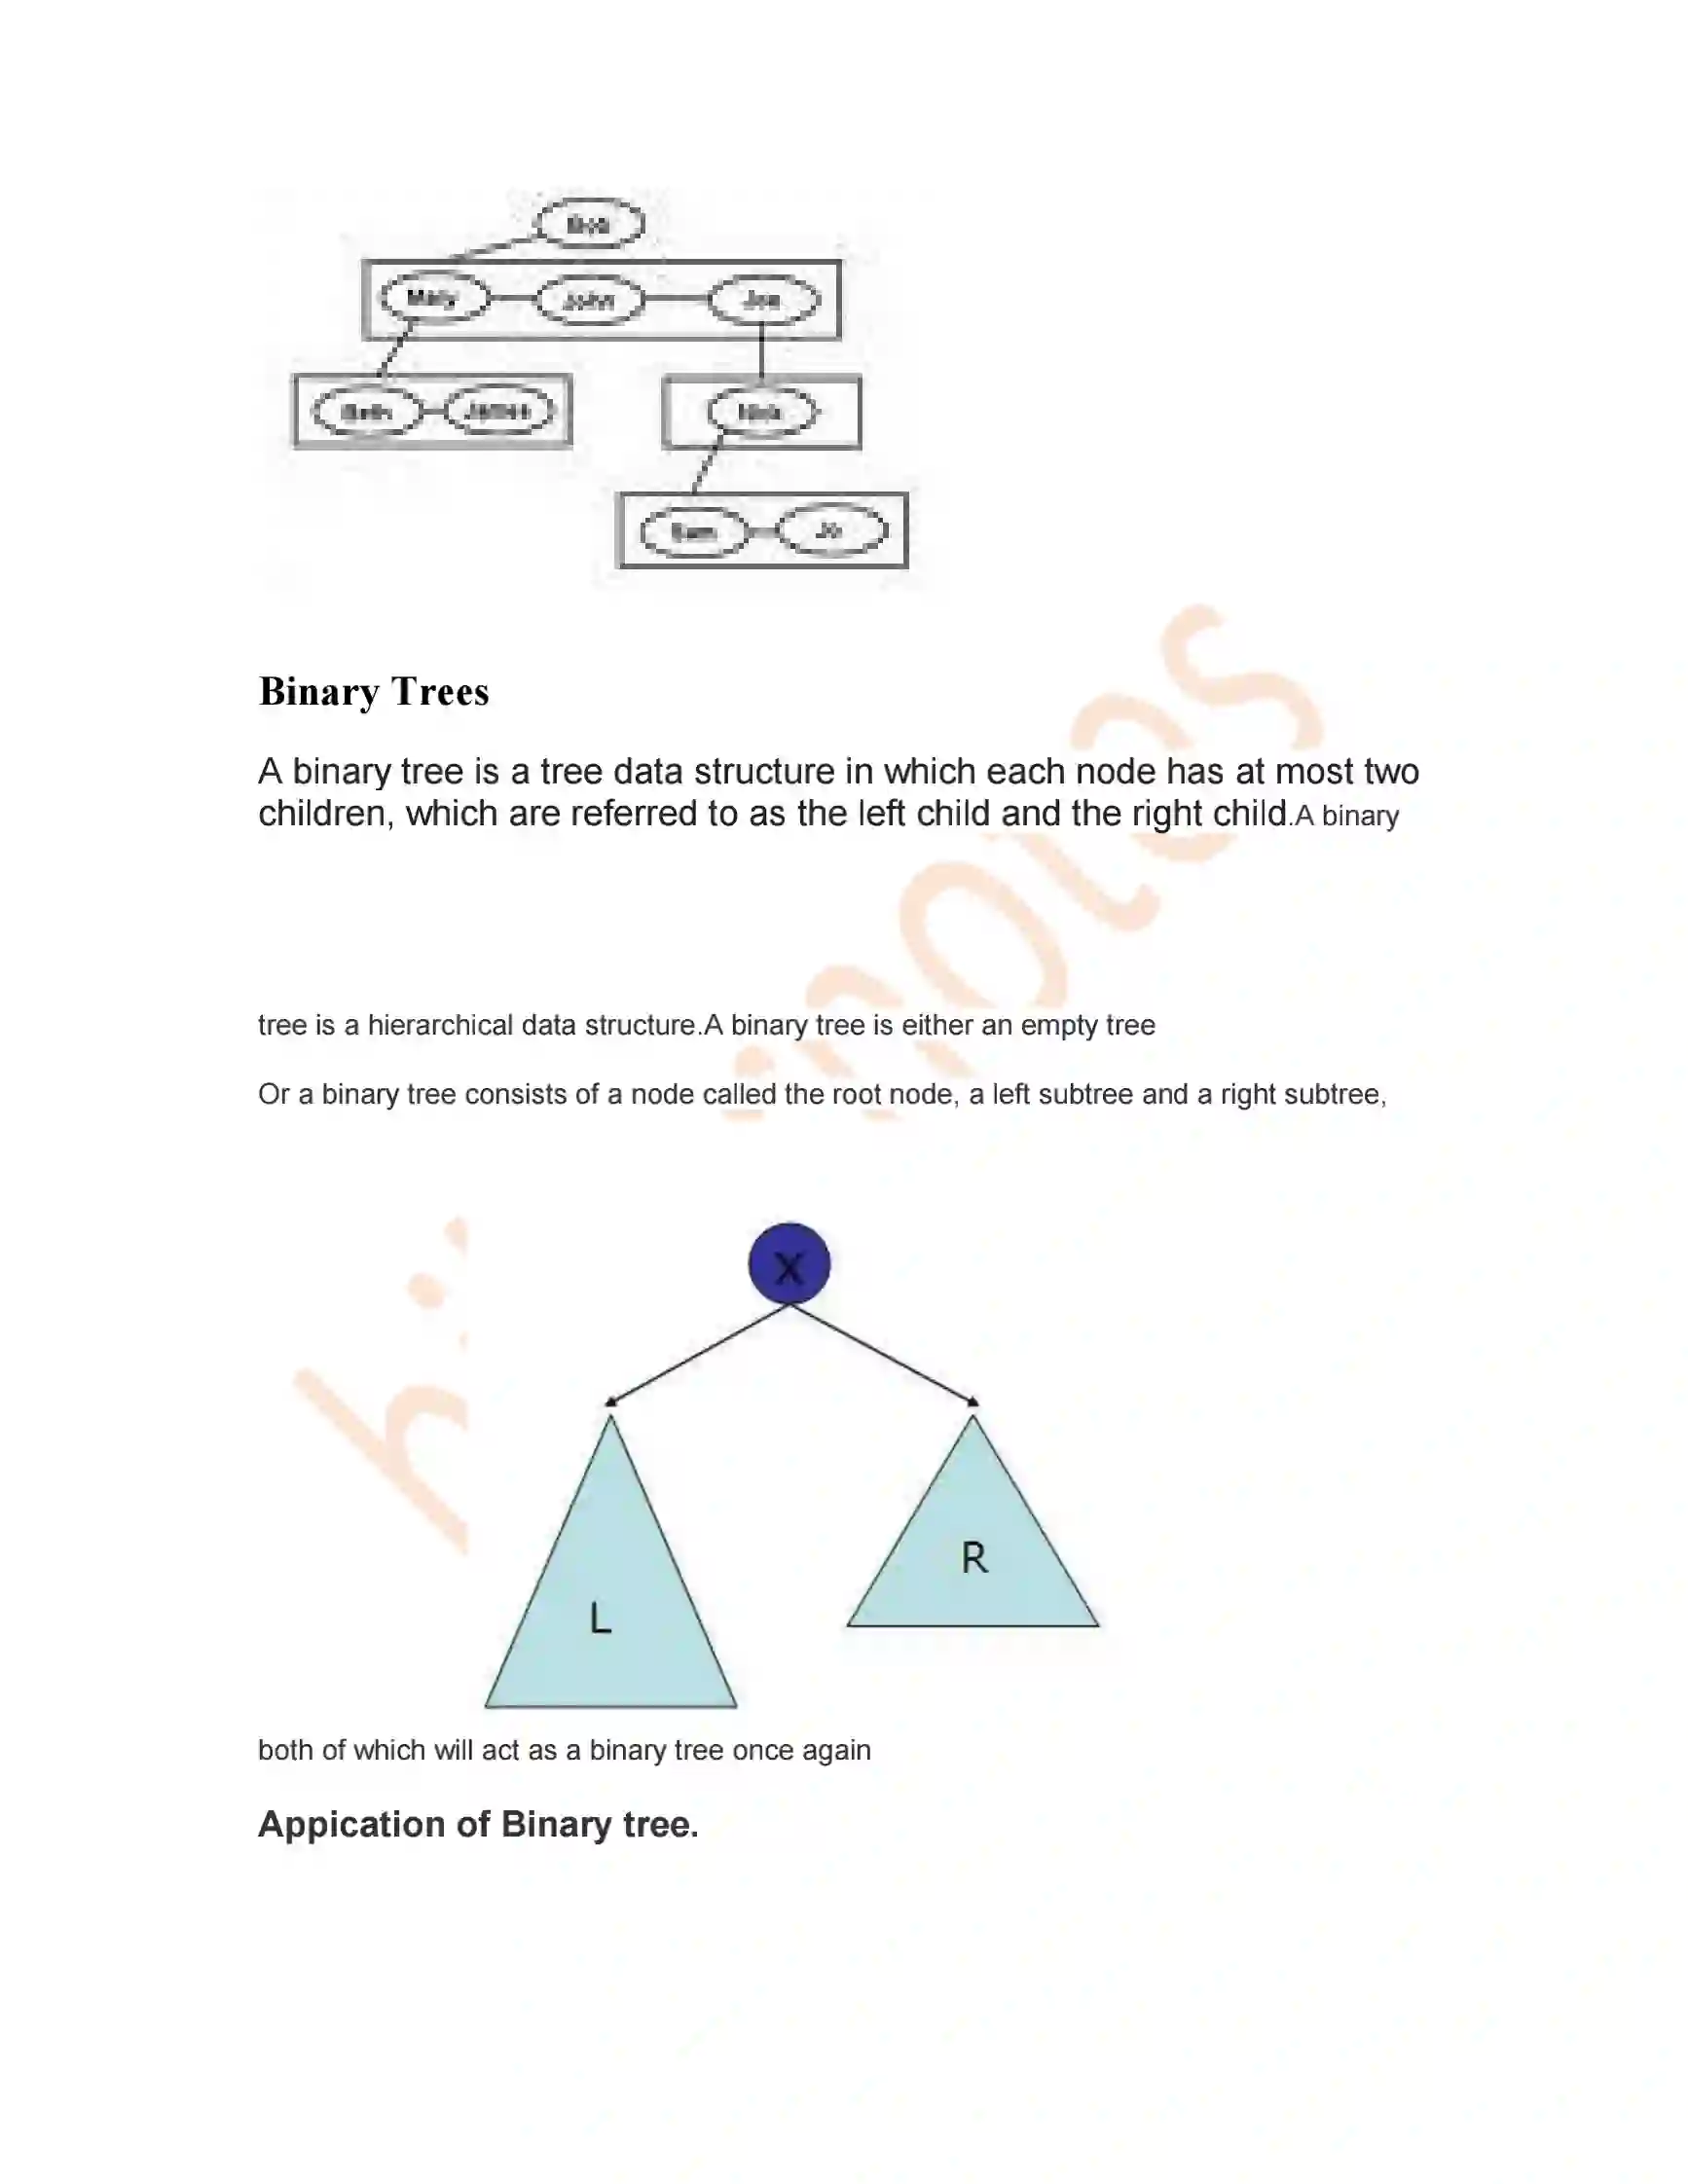 Mary John Joe
James
Sam Jo
Binary Trees
A binary tree is a tree data structure in which each node has at most two
children, which are referred to as the left child and the right child.A binary
tree is a hierarchical data structure.A binary tree is either an empty tree
Or a binary tree consists of a node called the root node, a left subtree and a right subtree,
X
R
L
both of which will act as a binary tree once again
Appication of Binary tree.